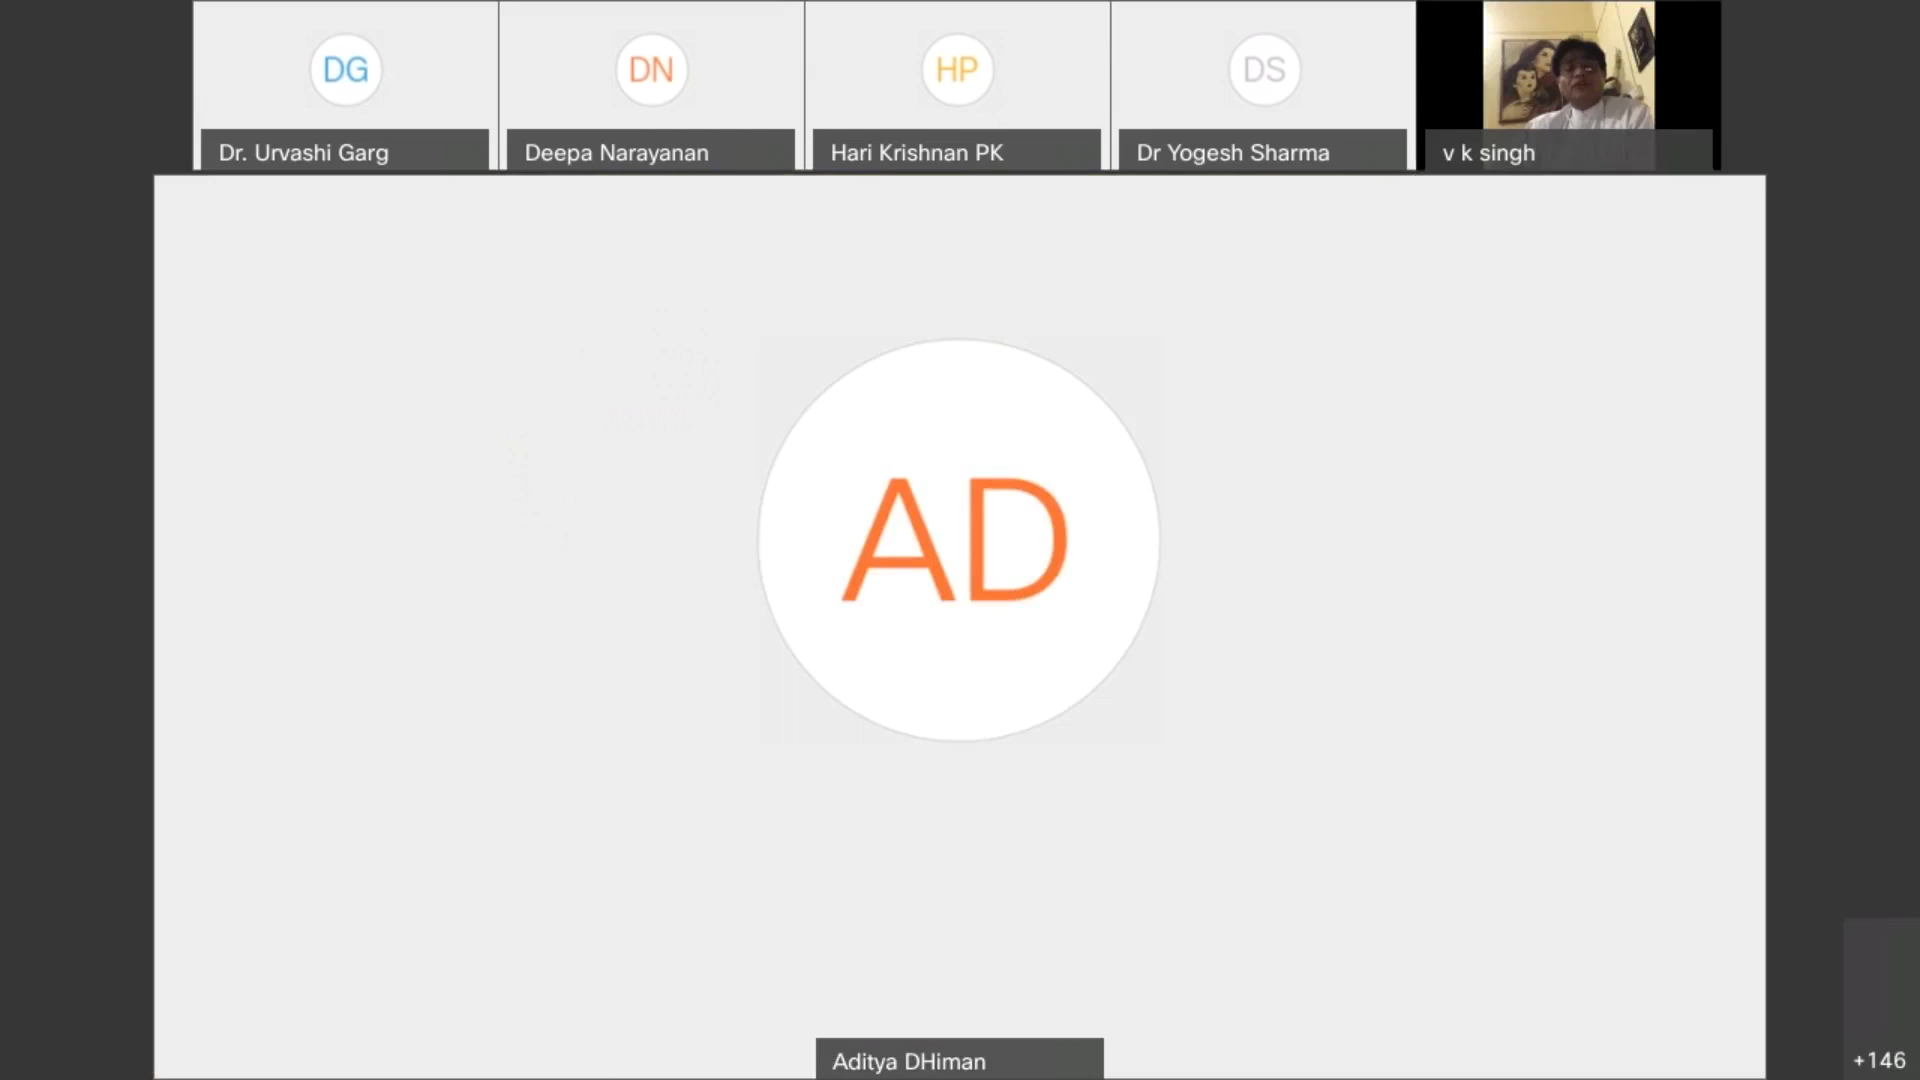 DG
DN
HP
DS
Dr. Urvashi Garg
Deepa Narayanan
Hari Krishnan PK
Dr Yogesh Sharma
v k singh
AD
Aditya DHiman
+146